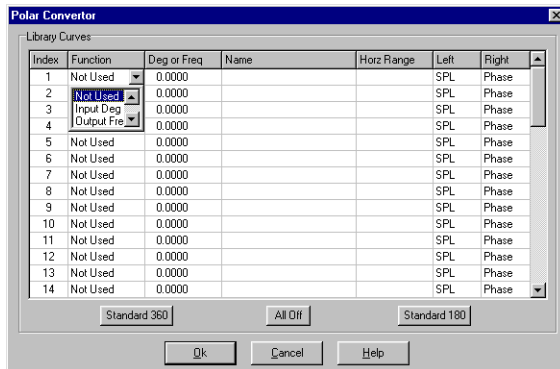 Polar Convertor
Library Curves
Index Function Deg or Freq Name Horz Range Left Right
1 Not Used 0.0000 SPL Phase
2 Not Used 0.0000 SPL Phase
3 Input Deg 0.0000 SPL Phase
4 Output Fre 0.0000 SPL Phase
5 Not Used 0.0000 SPL Phase
6 Not Used 0.0000 SPL Phase
7 Not Used 0.0000 SPL Phase
8 Not Used 0.0000 SPL Phase
9 Not Used 0.0000 SPL Phase
10 Not Used 0.0000 SPL Phase
11 Not Used 0.0000 SPL Phase
12 Not Used 0.0000 SPL Phase
13 Not Used 0.0000 SPL Phase
14 Not Used 0.0000 SPL Phase
Standard 360 All Off Standard 180
Ok Cancel Help